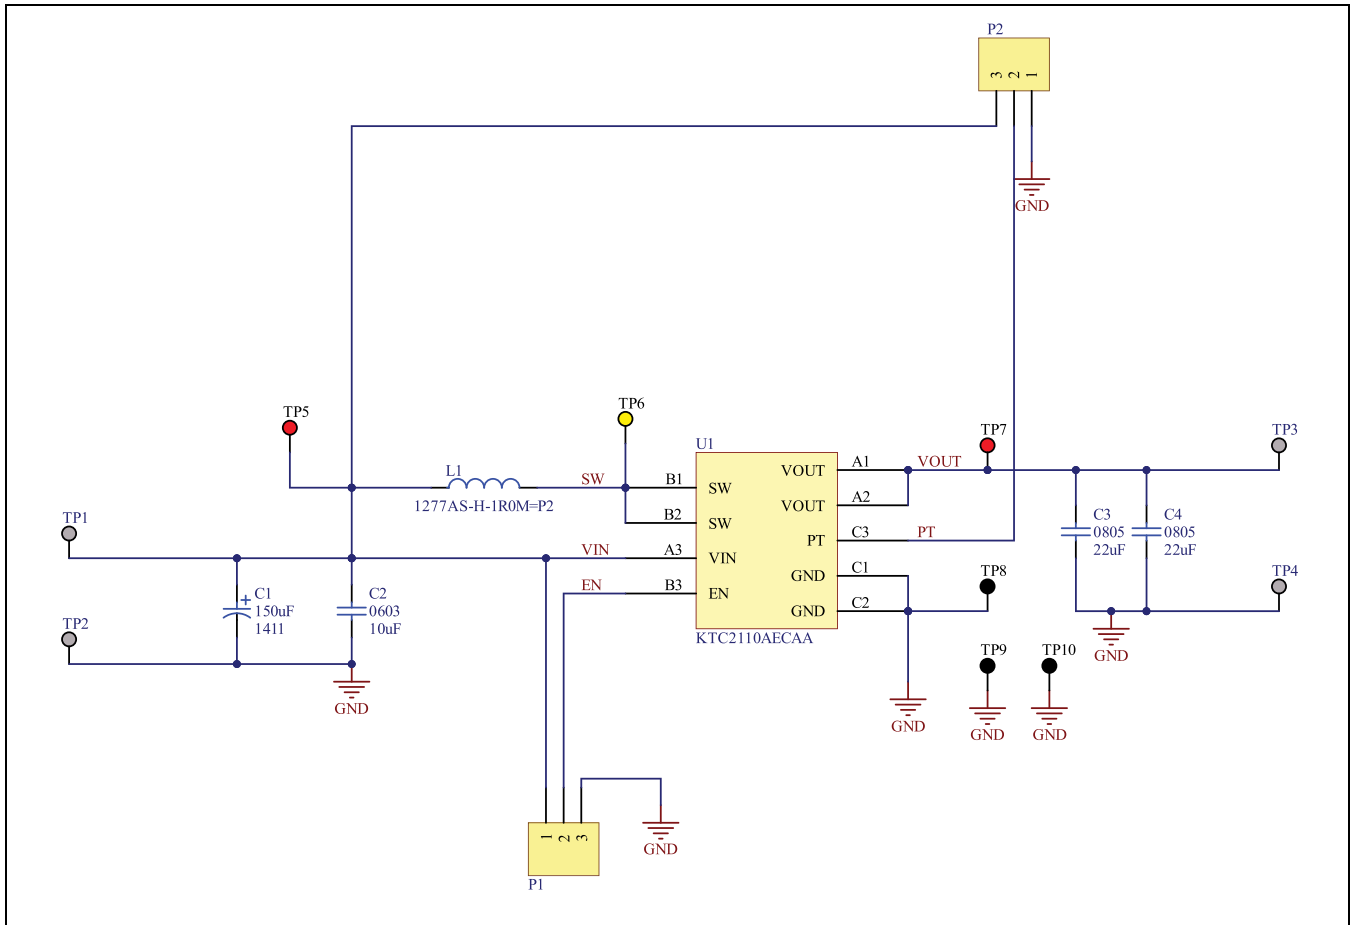 P2
3 2 1
GND
TP5
TP6
U1
TP7
TP3
L1
SW
B1
SW
VOUT
A1
VOUT
1277AS-H-1R0M=P2
B2
SW
VOUT
A2
TP1
VIN
A3
VIN
PT
C3
PT
C3
0805
22uF
C4
0805
22uF
EN
B3
EN
GND
C1
TP8
TP4
GND
C2
C1
+
150uF
1411
C2
0603
10uF
TP2
KTC2110AECAA
TP9
TP10
GND
GND
GND
GND
GND
1 2 3
GND
P1